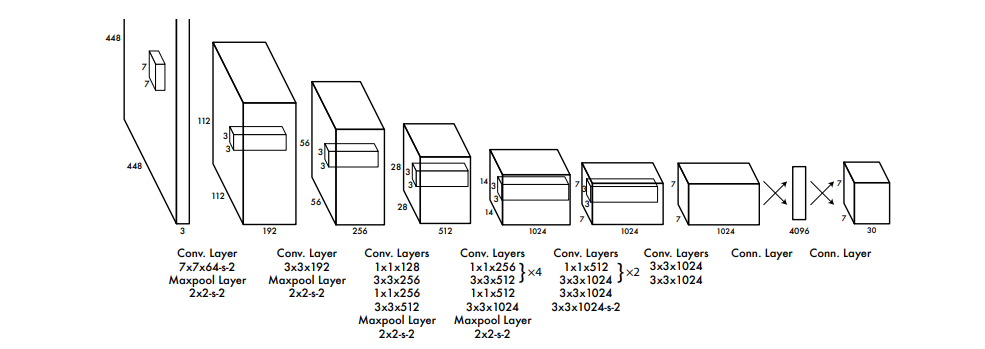 448
7
7
448
3
112
3
3
112
192
56
3
3
56
256
28
3
3
28
512
14
3
3
14
1024
7
3
3
7
1024
7
7
1024
4096
7
7
30
Conv. Layer
7x7x64-s-2
Maxpool Layer
2x2-s-2
Conv. Layer
3x3x192
Maxpool Layer
2x2-s-2
Conv. Layers
1x1x128
3x3x256
1x1x256
3x3x512
Maxpool Layer
2x2-s-2
Conv. Layers
1x1x256
3x3x512 }×4
1x1x512
3x3x1024
Maxpool Layer
2x2-s-2
Conv. Layers
1x1x512
3x3x1024 }×2
3x3x1024
3x3x1024-s-2
Conv. Layers
3x3x1024
3x3x1024
Conn. Layer
Conn. Layer